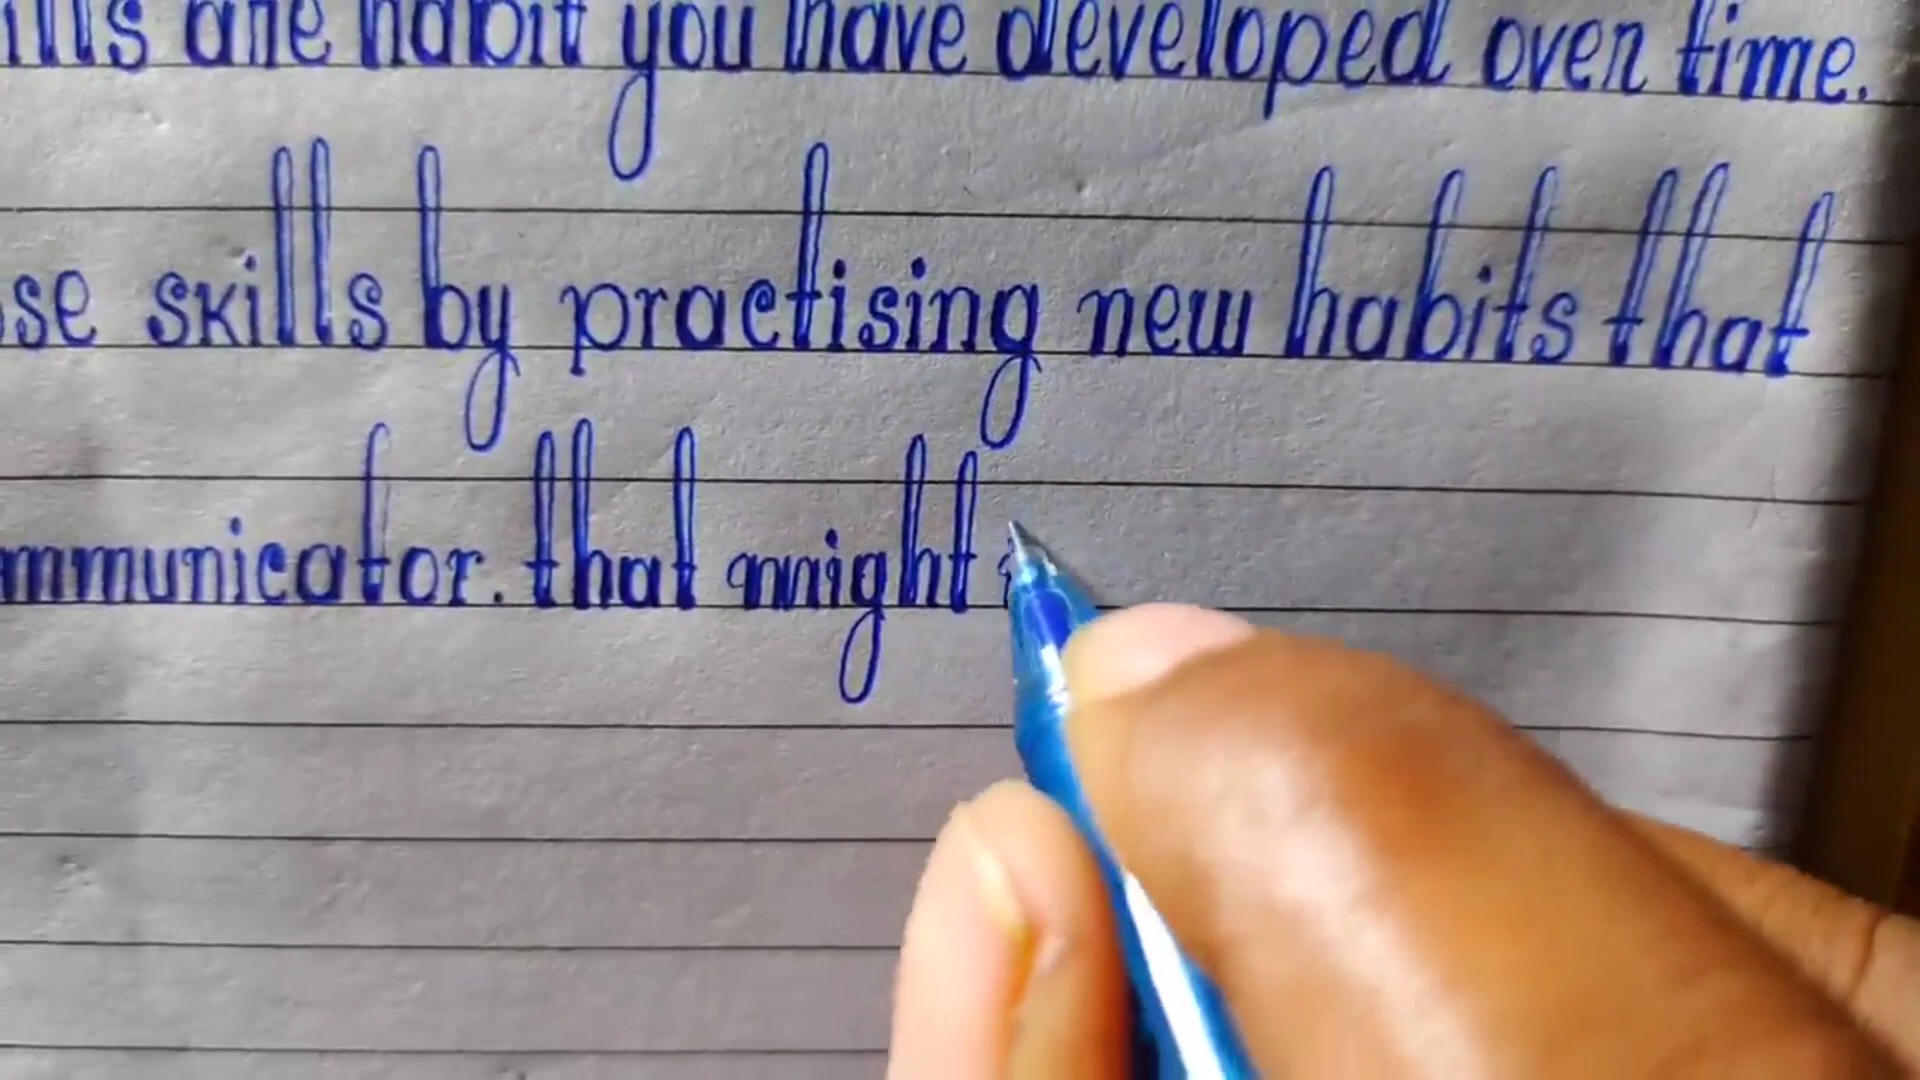 ills are habit you have developed over time.
ose skills by practising new habits that
mmunicator. that might